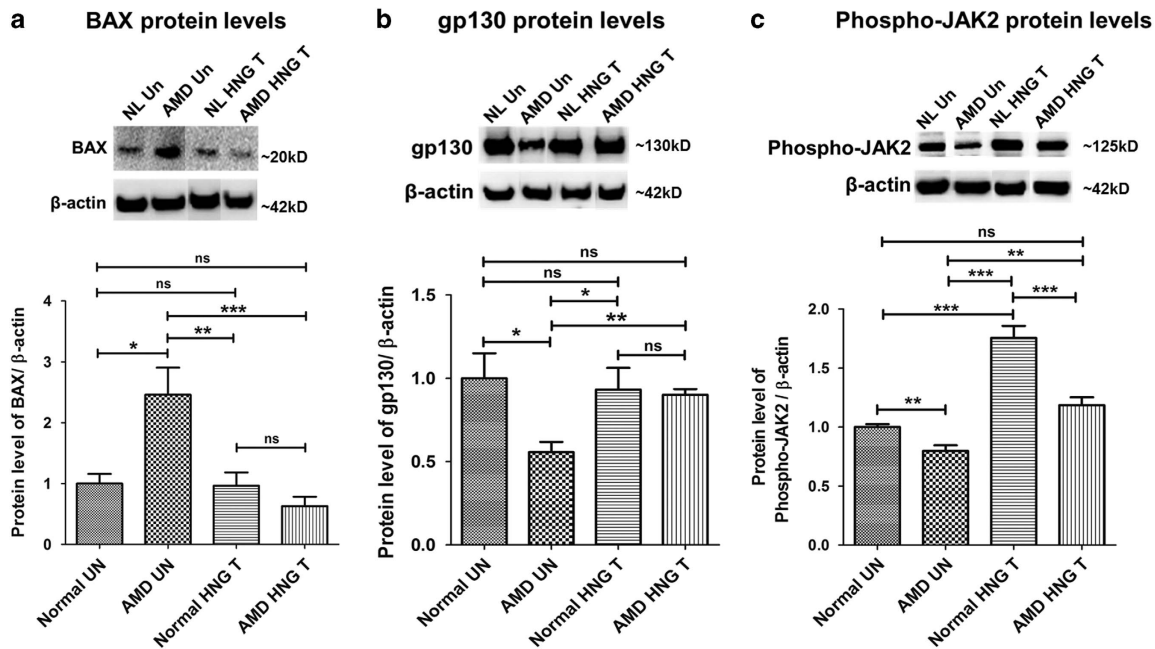 a BAX protein levels
NL Un AMD Un NL HNG T AMD HNG T
BAX ~20kD
β-actin ~42kD
ns
ns
***
**
*
ns
Protein level of BAX/ β-actin
4
3
2
1
0
Normal UN AMD UN Normal HNG T AMD HNG T
b gp130 protein levels
NL Un AMD Un NL HNG T AMD HNG T
gp130 ~130kD
β-actin ~42kD
ns
ns
*
**
*
ns
Protein level of gp130/ β-actin
1.5
1.0
0.5
0.0
Normal UN AMD UN Normal HNG T AMD HNG T
c Phospho-JAK2 protein levels
NL Un AMD Un NL HNG T AMD HNG T
Phospho-JAK2 ~125kD
β-actin ~42kD
ns
**
***
***
***
**
Protein level of
Phospho-JAK2 / β-actin
2.0
1.5
1.0
0.5
0.0
Normal UN AMD UN Normal HNG T AMD HNG T